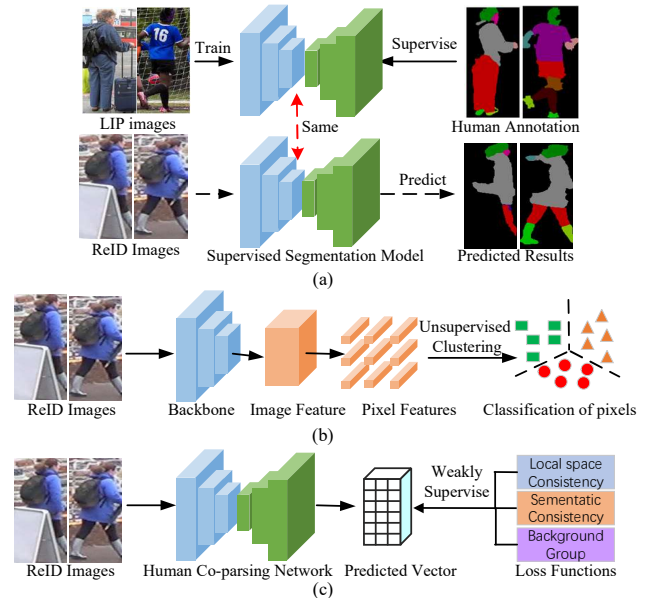 16
Train
Supervise
LIP images
Same
Human Annotation
Predict
ReID Images
Supervised Segmentation Model
Predicted Results
(a)
Unsupervised
Clustering
ReID Images
Backbone
Image Feature
Pixel Features
Classification of pixels
(b)
Weakly
Supervise
Local space
Consistency
Sementatic
Consistency
Background
Group
ReID Images
Human Co-parsing Network
Predicted Vector
Loss Functions
(c)